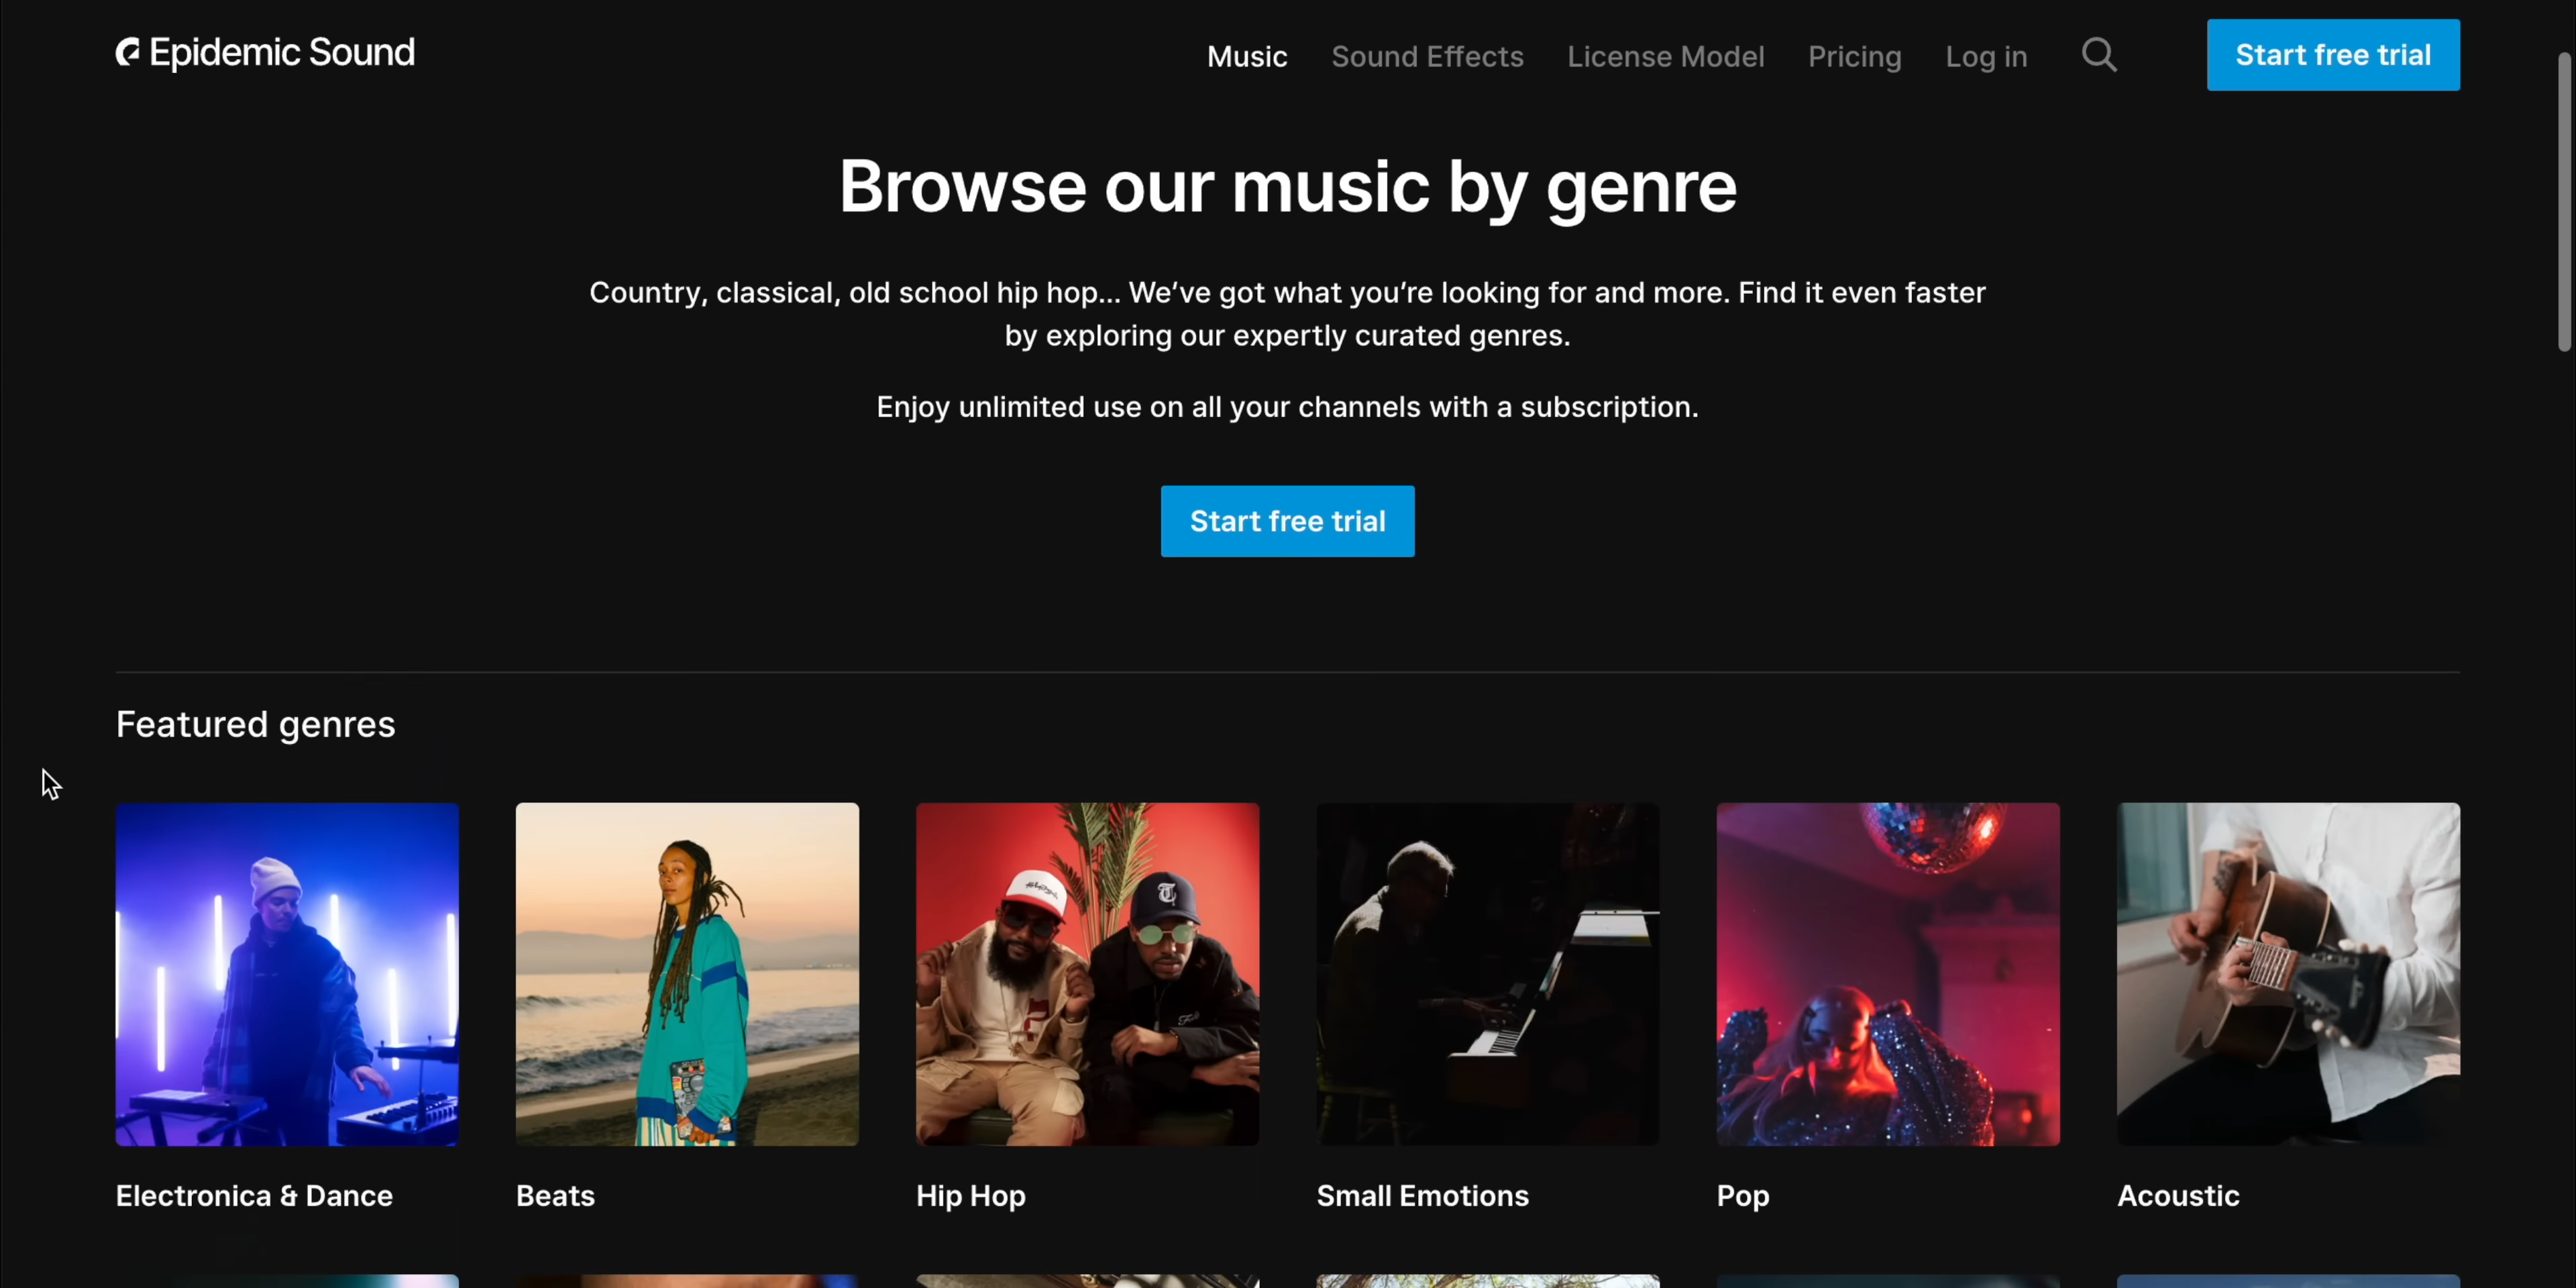 Epidemic Sound
Music
Sound Effects
License Model
Pricing
Log in
Start free trial
Browse our music by genre
Country, classical, old school hip hop... We've got what you're looking for and more. Find it even faster
by exploring our expertly curated genres.
Enjoy unlimited use on all your channels with a subscription.
Start free trial
Featured genres
Electronica & Dance
Beats
Hip Hop
Small Emotions
Pop
Acoustic